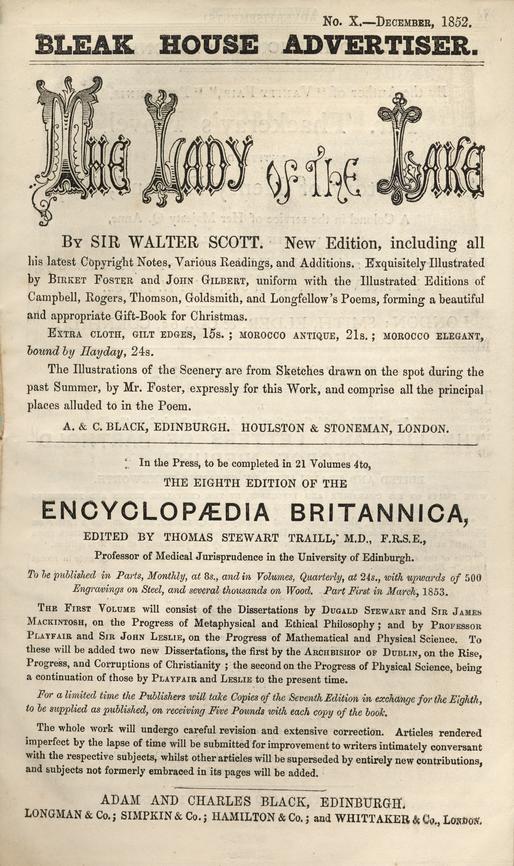 No. X.—December, 1852.
BLEAK HOUSE ADVERTISER.
The Lady of the Lake
By SIR WALTER SCOTT. New Edition, including all
his latest Copyright Notes, Various Readings, and Additions. Exquisitely Illustrated
by Birket Foster and John Gilbert, uniform with the Illustrated Editions of
Campbell, Rogers, Thomson, Goldsmith, and Longfellow's Poems, forming a beautiful
and appropriate Gift-Book for Christmas.
Extra cloth, gilt edges, 15s.; morocco antique, 21s.; morocco elegant,
bound by Hayday, 24s.
The Illustrations of the Scenery are from Sketches drawn on the spot during the
past Summer, by Mr. Foster, expressly for this Work, and comprise all the principal
places alluded to in the Poem.
A. & C. BLACK, EDINBURGH. HOULSTON & STONEMAN, LONDON.
In the Press, to be completed in 21 Volumes 4to,
THE EIGHTH EDITION OF THE
ENCYCLOPÆDIA BRITANNICA,
EDITED BY THOMAS STEWART TRAILL, M.D., F.R.S.E.,
Professor of Medical Jurisprudence in the University of Edinburgh.
To be published in Parts, Monthly, at 8s., and in Volumes, Quarterly, at 24s., with upwards of 500
Engravings on Steel, and several thousands on Wood. Part First in March, 1853.
The First Volume will consist of the Dissertations by Dugald Stewart and Sir James
Mackintosh, on the Progress of Metaphysical and Ethical Philosophy; and by Professor
Playfair and Sir John Leslie, on the Progress of Mathematical and Physical Science. To
these will be added two new Dissertations, the first by the Archbishop of Dublin, on the Rise,
Progress, and Corruptions of Christianity; the second on the Progress of Physical Science, being
a continuation of those by Playfair and Leslie to the present time.
For a limited time the Publishers will take Copies of the Seventh Edition in exchange for the Eighth,
to be supplied as published, on receiving Five Pounds with each copy of the book.
The whole work will undergo careful revision and extensive correction. Articles rendered
imperfect by the lapse of time will be submitted for improvement to writers intimately conversant
with the respective subjects, whilst other articles will be superseded by entirely new contributions,
and subjects not formerly embraced in its pages will be added.
ADAM AND CHARLES BLACK, EDINBURGH.
LONGMAN & Co.; SIMPKIN & Co.; HAMILTON & Co.; and WHITTAKER & Co., London.